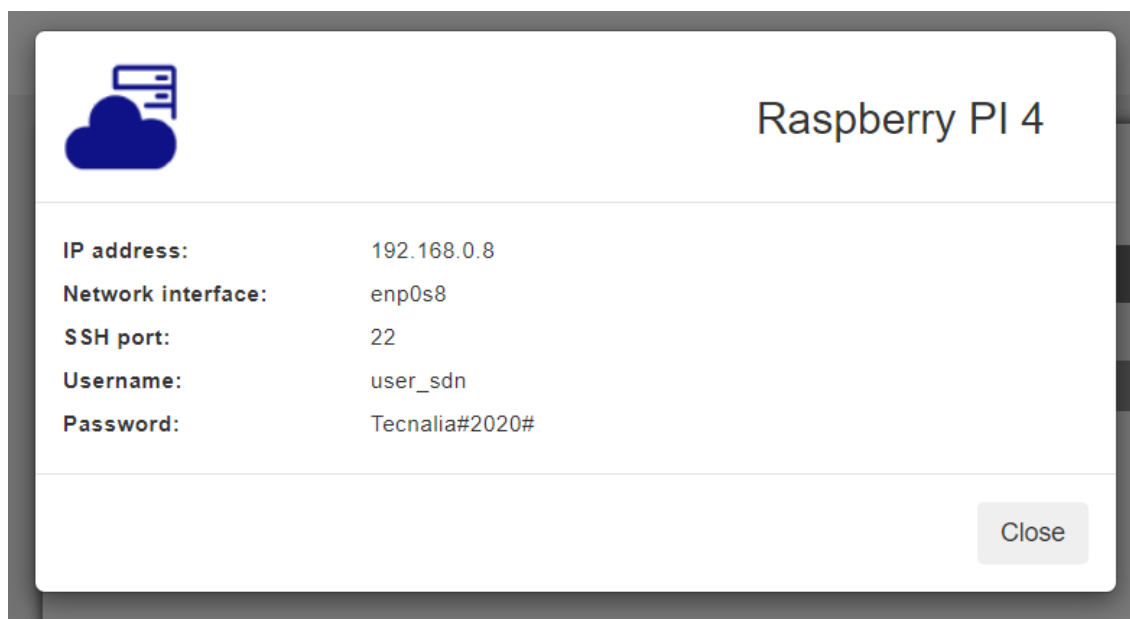 Raspberry PI 4
IP address: 192.168.0.8
Network interface: enp0s8
SSH port: 22
Username: user_sdn
Password: Tecnalia#2020#
Close